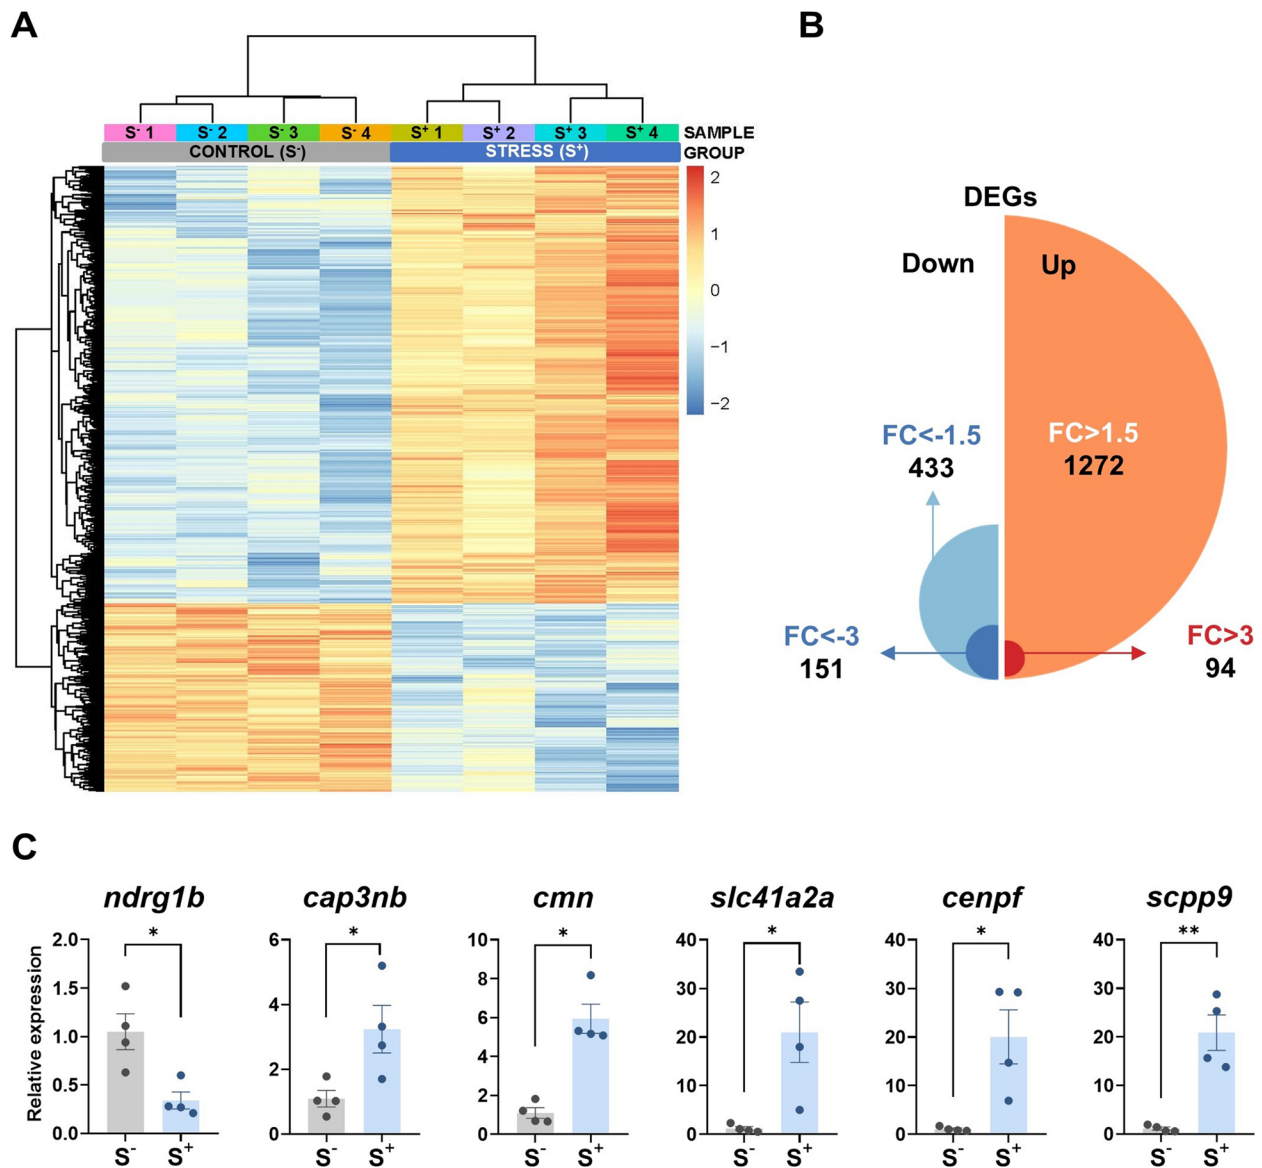 A
B
S- 1 S- 2 S- 3 S- 4 S+ 1 S+ 2 S+ 3 S+ 4 SAMPLE
CONTROL (S-) STRESS (S+) GROUP
2
1
0
−1
−2
DEGs
Down Up
FC<-1.5 FC>1.5
433 1272
FC<-3 FC>3
151 94
C
ndrg1b cap3nb cmn slc41a2a cenpf scpp9
* * * * * **
Relative expression
2.0
1.5
1.0
0.5
0.0
S- S+
6
4
2
0
S- S+
10
8
6
4
2
0
S- S+
40
30
20
10
0
S- S+
40
30
20
10
0
S- S+
40
30
20
10
0
S- S+